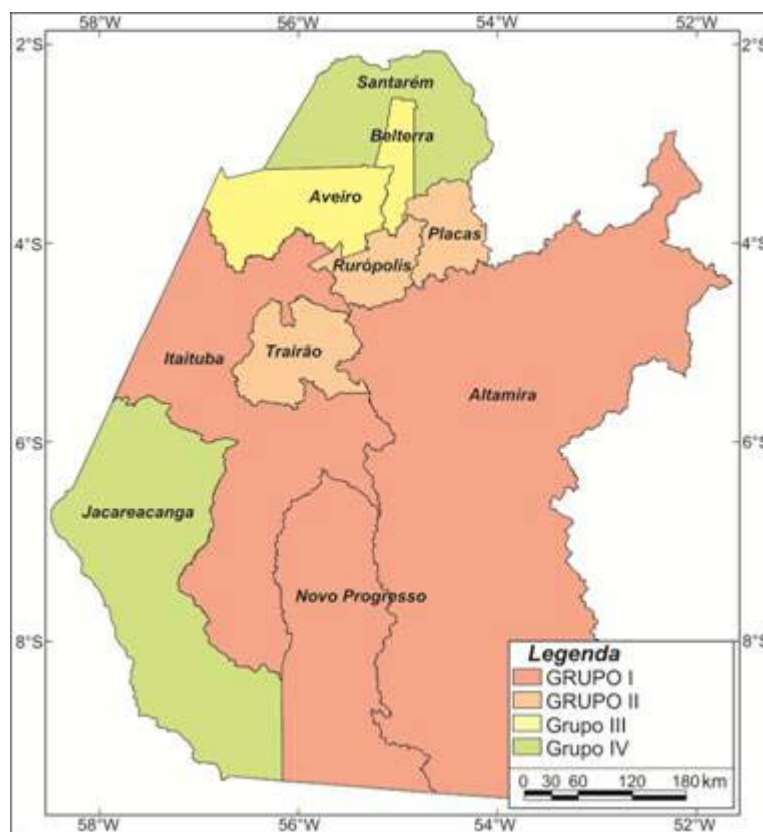 58°W 56°W 54°W 52°W
2°S 2°S
Santarém
Belterra
Aveiro
4°S 4°S
Placas
Rurópolis
Trairão
Itaituba
Altamira
6°S 6°S
Jacareacanga
Novo Progresso
8°S 8°S
Legenda
GRUPO I
GRUPO II
Grupo III
Grupo IV
0 30 60 120 180 km
58°W 56°W 54°W 52°W